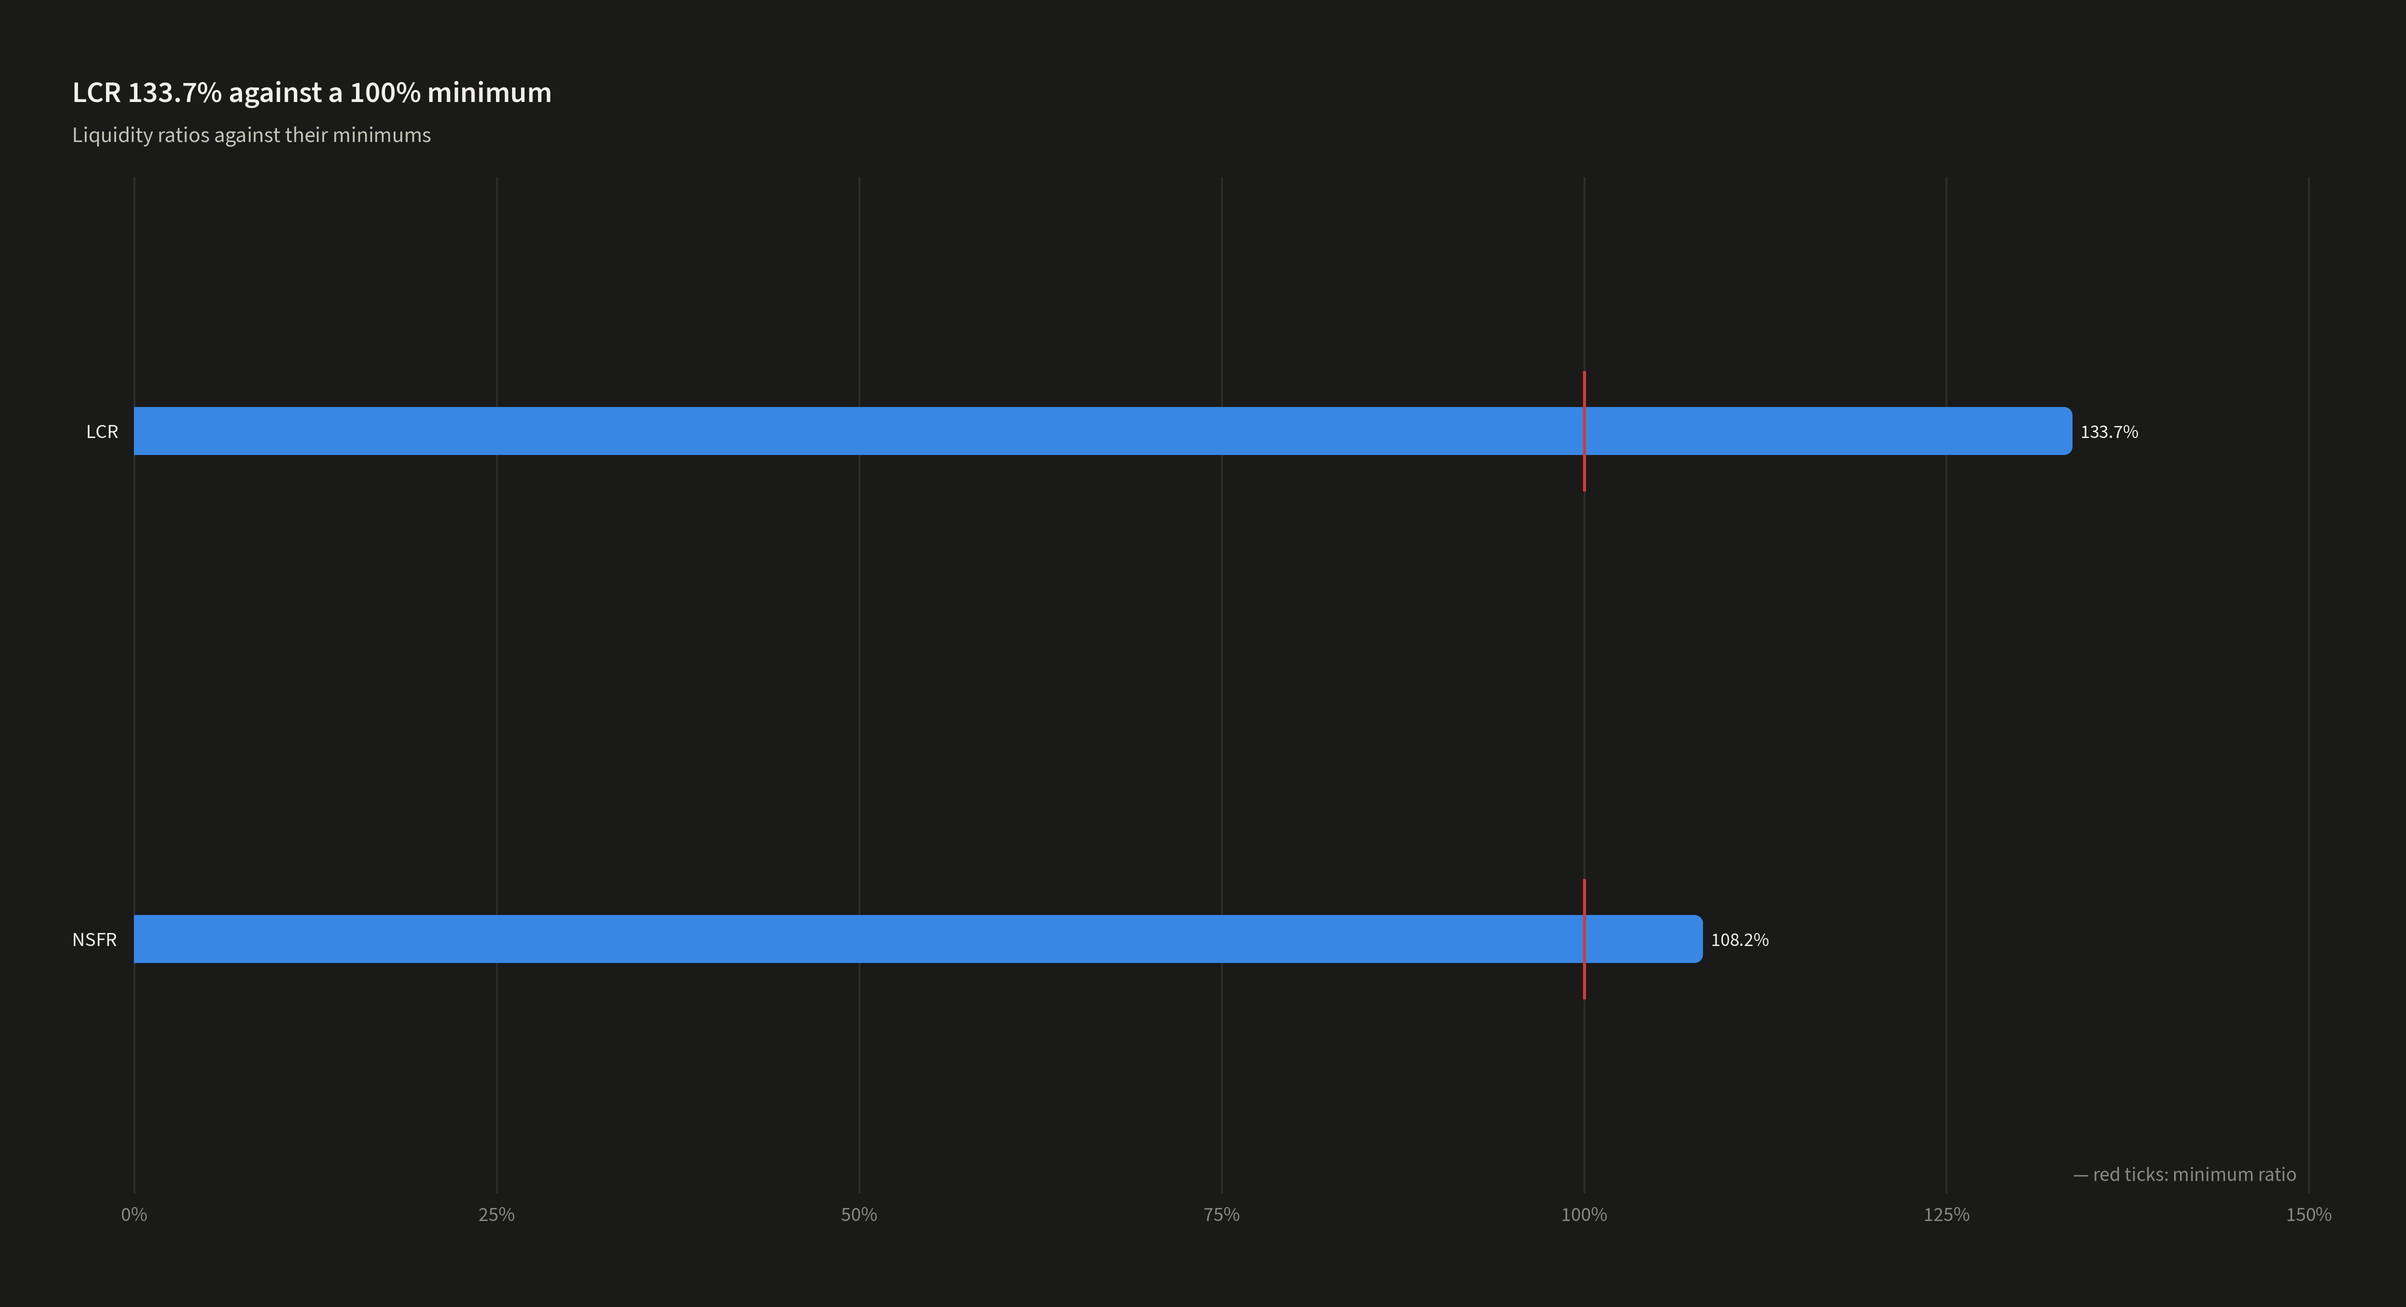 LCR 133.7% against a 100% minimum
Liquidity ratios against their minimums
LCR
133.7%
NSFR
108.2%
— red ticks: minimum ratio
0% 25% 50% 75% 100% 125% 150%